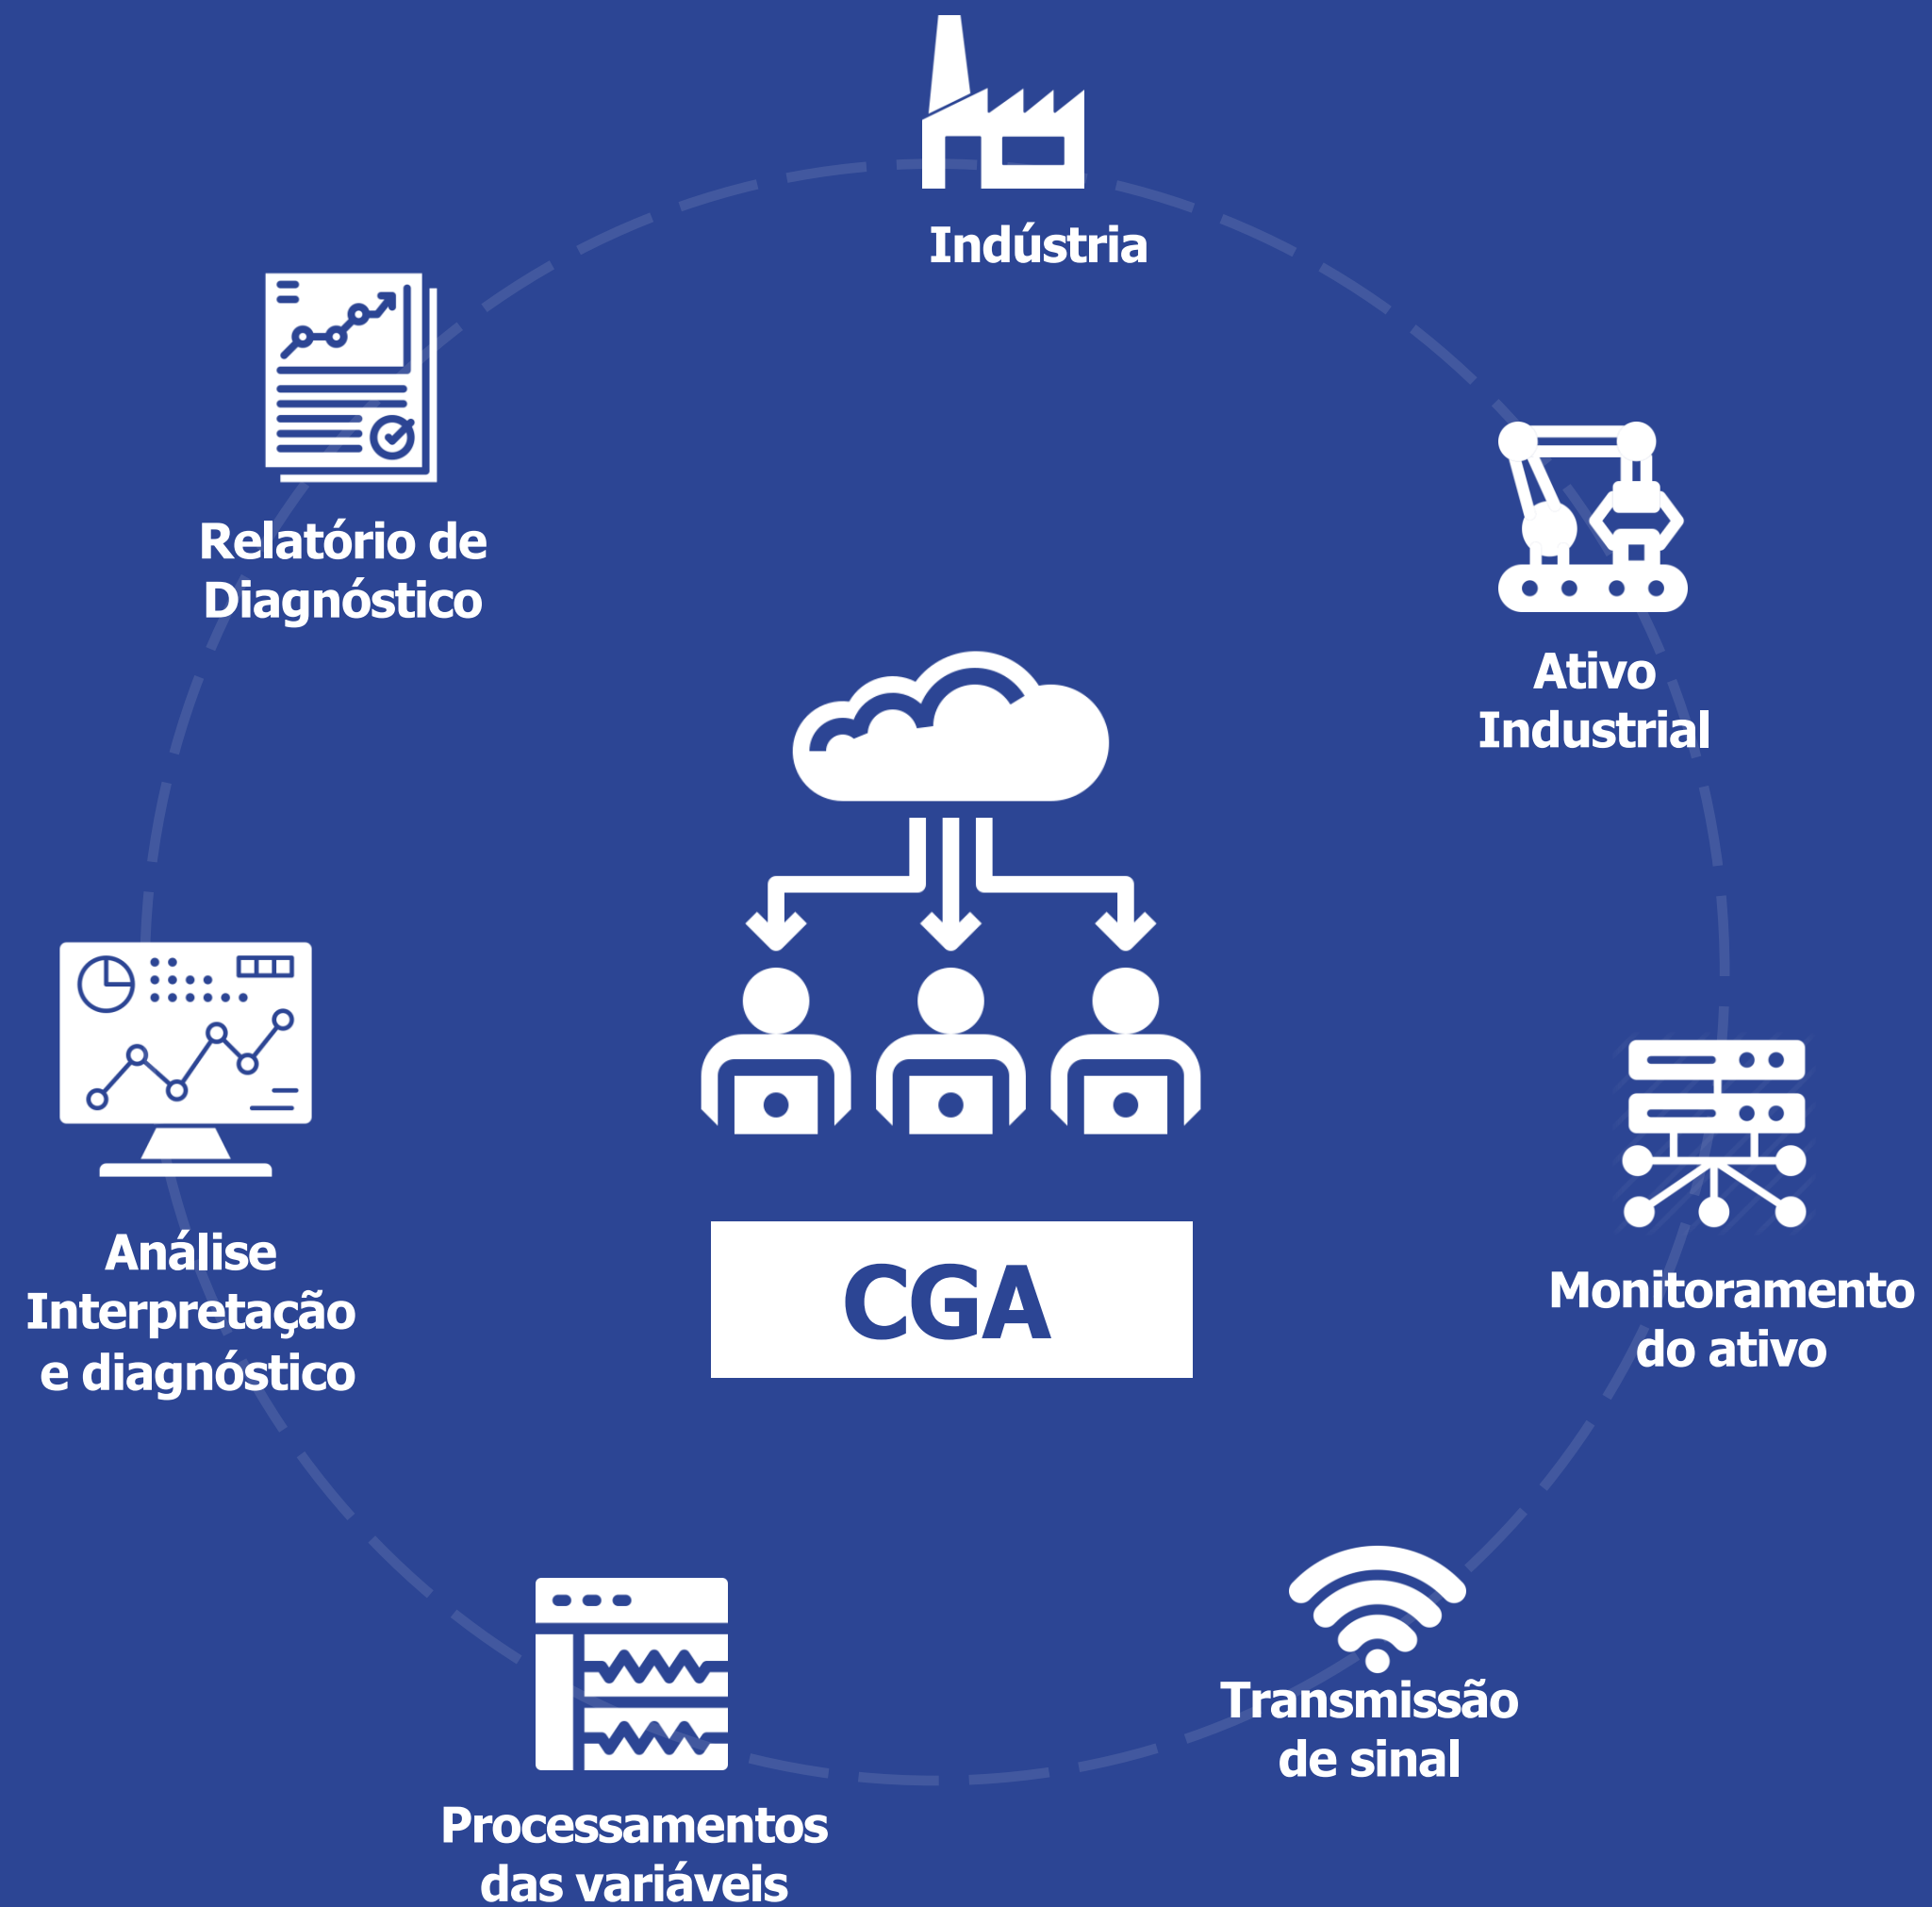 Indústria
Ativo
Industrial
Monitoramento
do ativo
Transmissão
de sinal
Processamentos
das variáveis
Análise
Interpretação
e diagnóstico
Relatório de
Diagnóstico
CGA